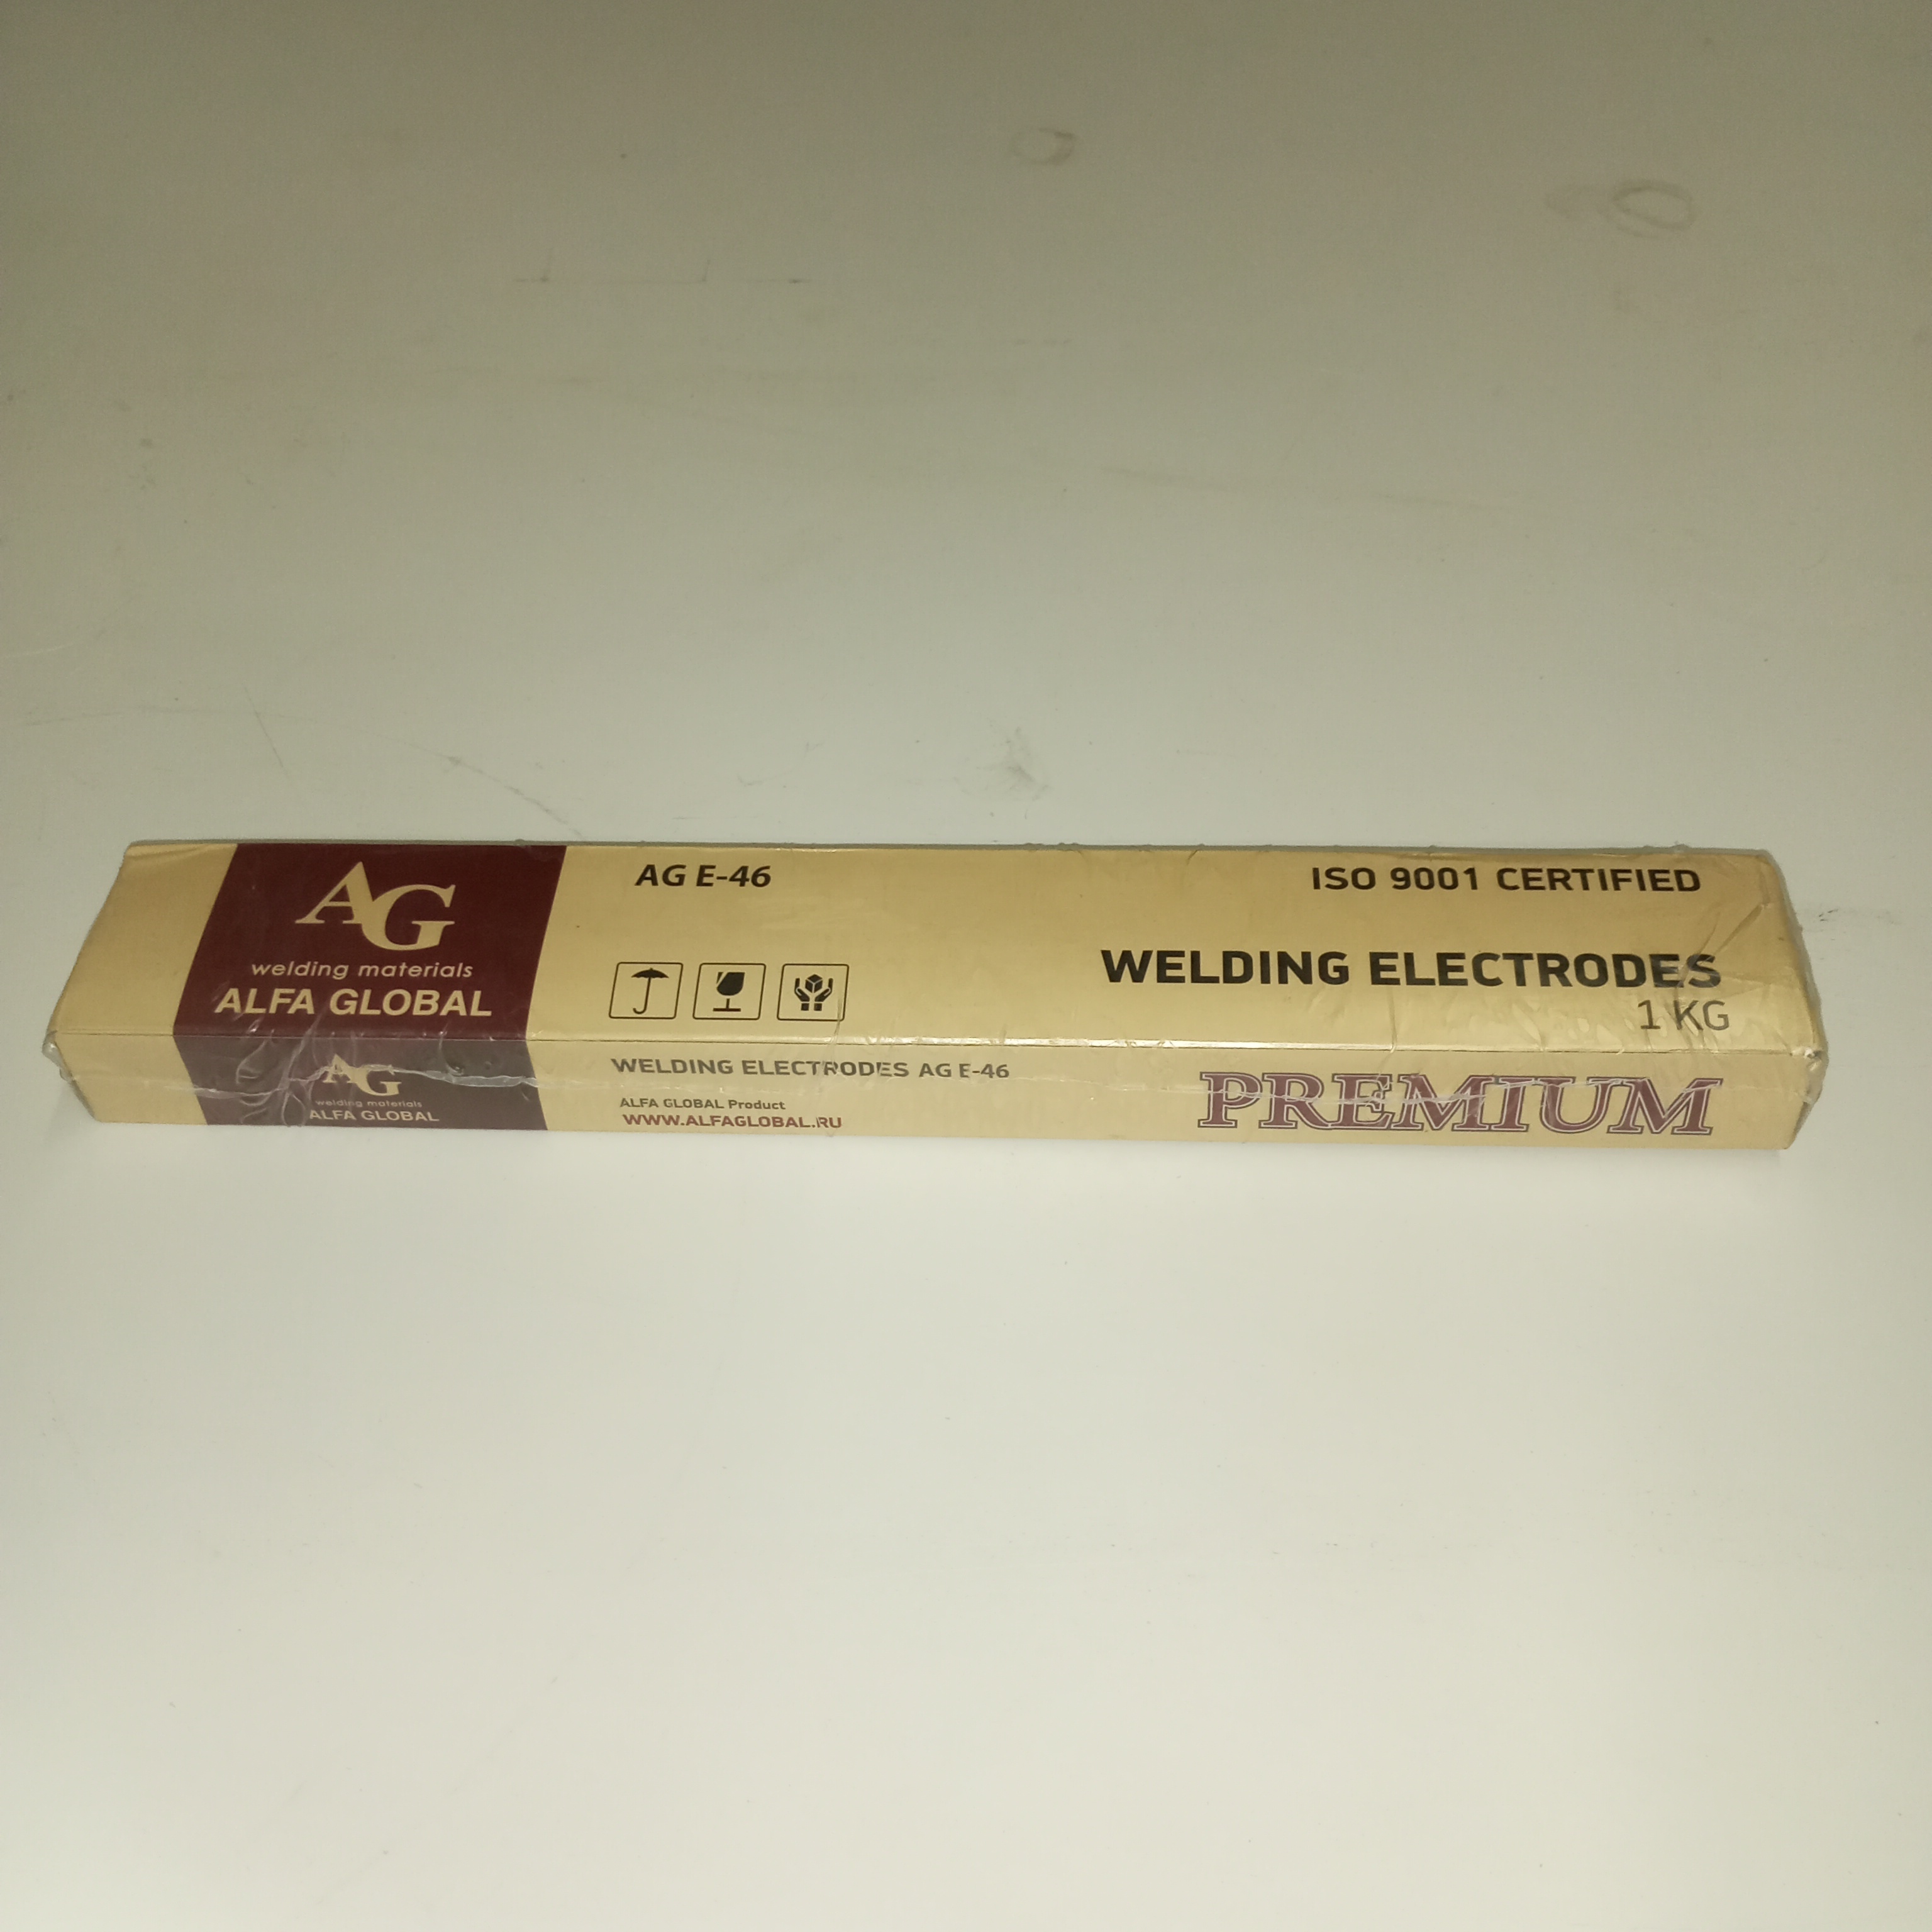 AG
welding materials
ALFA GLOBAL
AG E-46
ISO 9001 CERTIFIED
WELDING ELECTRODES
1 KG
AG
welding materials
ALFA GLOBAL
WELDING ELECTRODES AG E-46
ALFA GLOBAL Product
WWW.ALFAGLOBAL.RU
PREMIUM